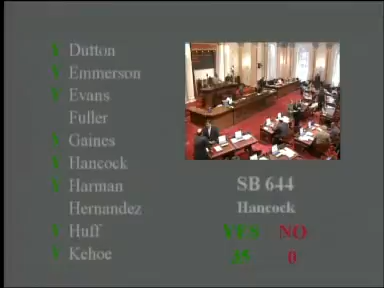 Y Dutton
Y Emmerson
Y Evans
Fuller
Y Gaines
Y Hancock
Y Harman
Hernandez
Y Huff
Y Kehoe
SB 644
Hancock
YES NO
35 0